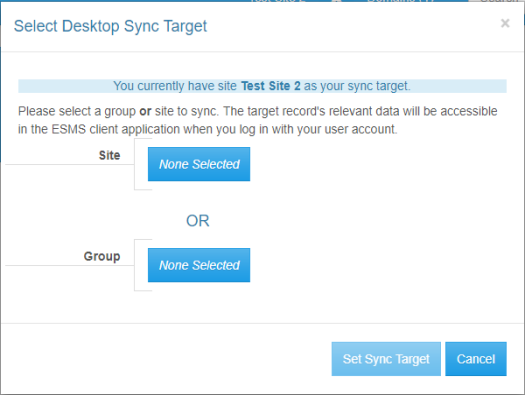 Select Desktop Sync Target
×
You currently have site Test Site 2 as your sync target.
Please select a group or site to sync. The target record's relevant data will be accessible
in the ESMS client application when you log in with your user account.
Site
None Selected
OR
Group
None Selected
Set Sync Target
Cancel